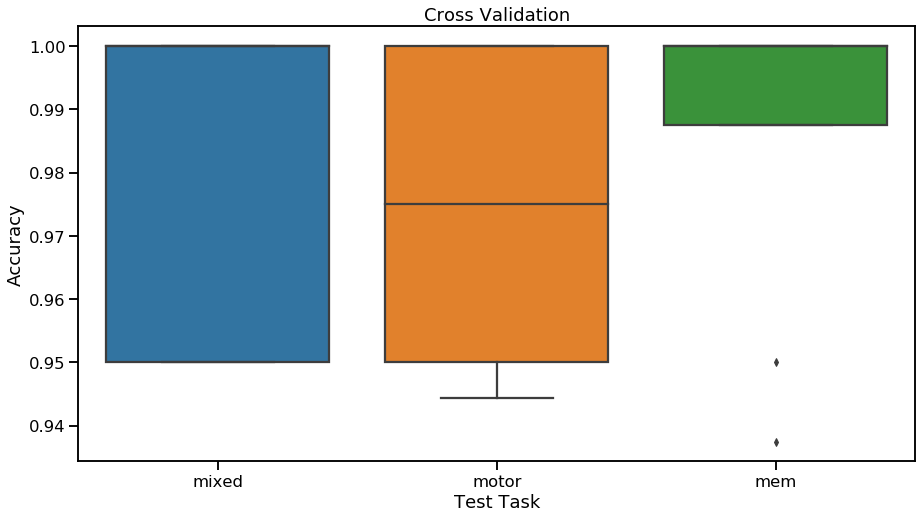 Cross Validation
1.00
0.99
0.98
0.97
0.96
0.95
0.94
Accuracy
mixed
motor
mem
Test Task